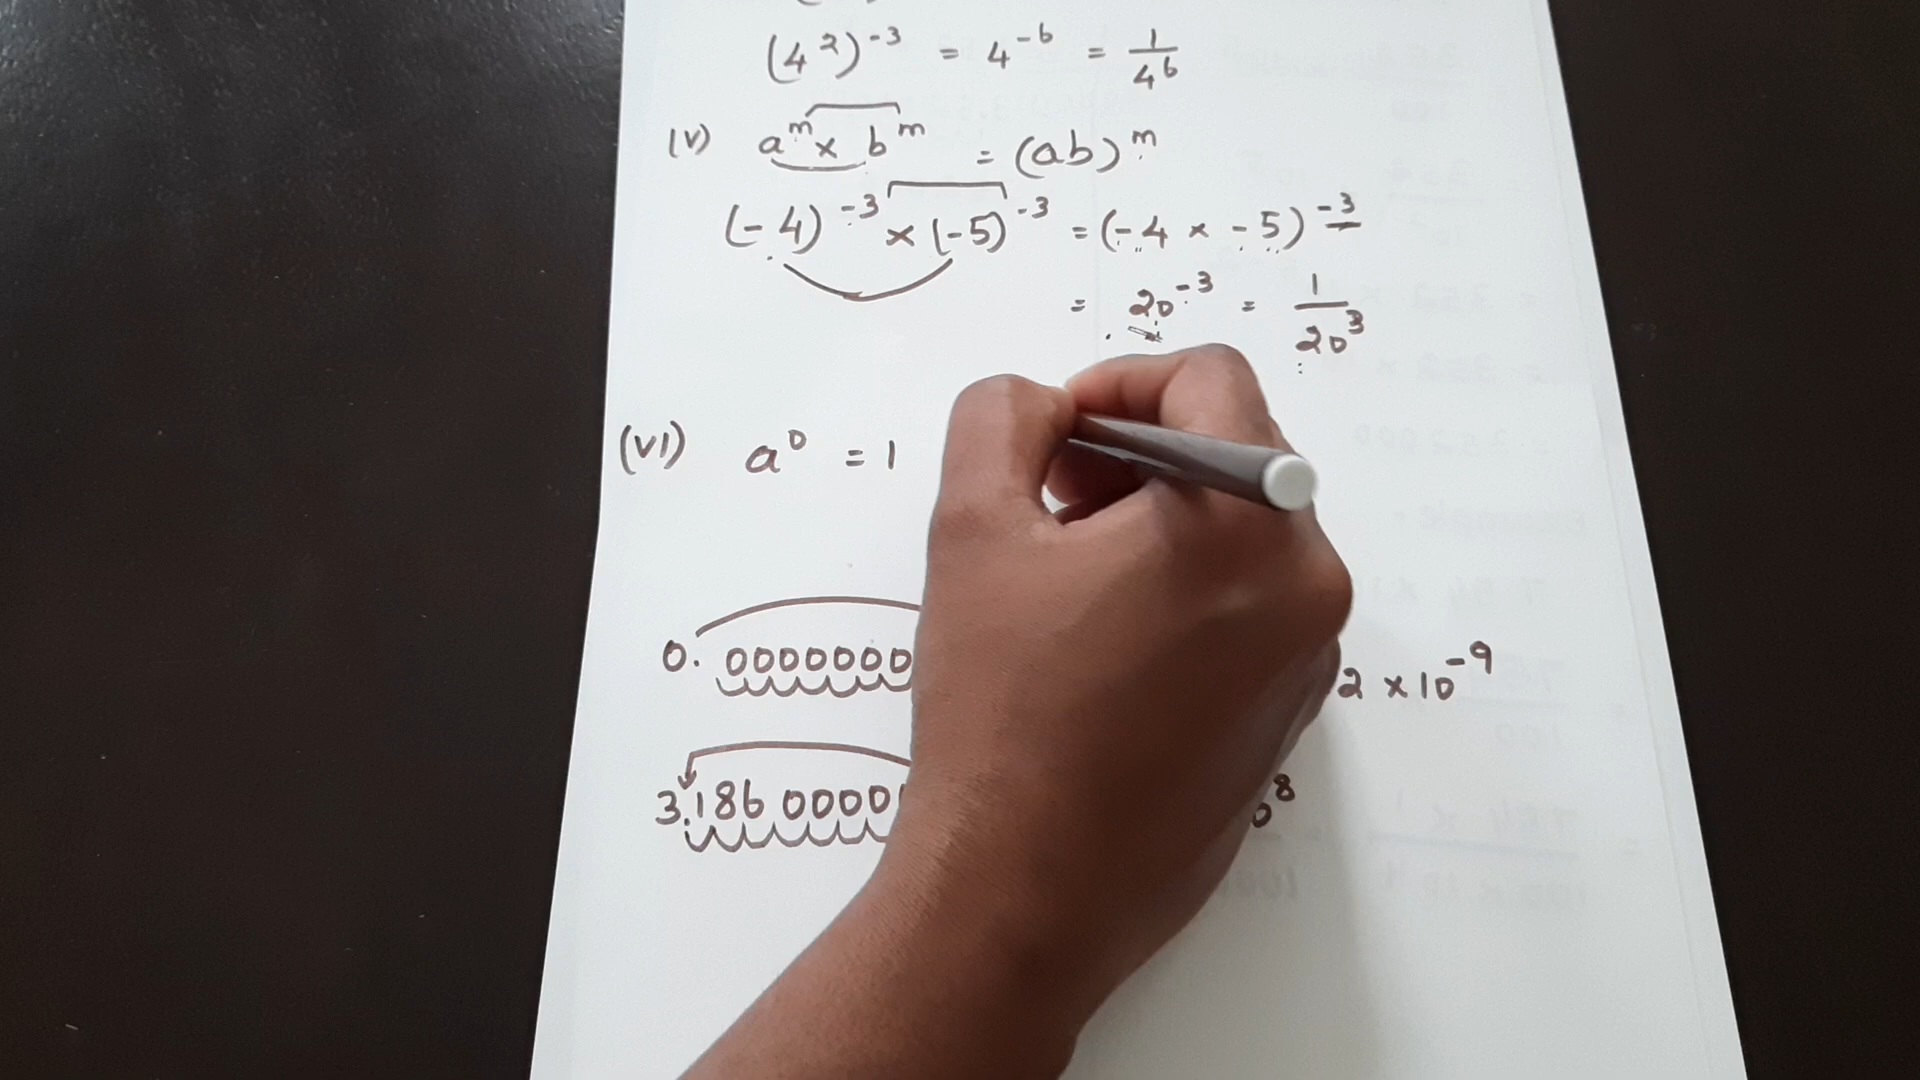 (4²)⁻³ = 4⁻⁶ = 1/4⁶
(V) aᵐ x bᵐ = (ab)ᵐ
(-4)⁻³ x (-5)⁻³ = (-4 x -5)⁻³
= 20⁻³ = 1/20³
(VI) a⁰ = 1
0. 0000000 2 x 10⁻⁹
3.186 0000 0⁸